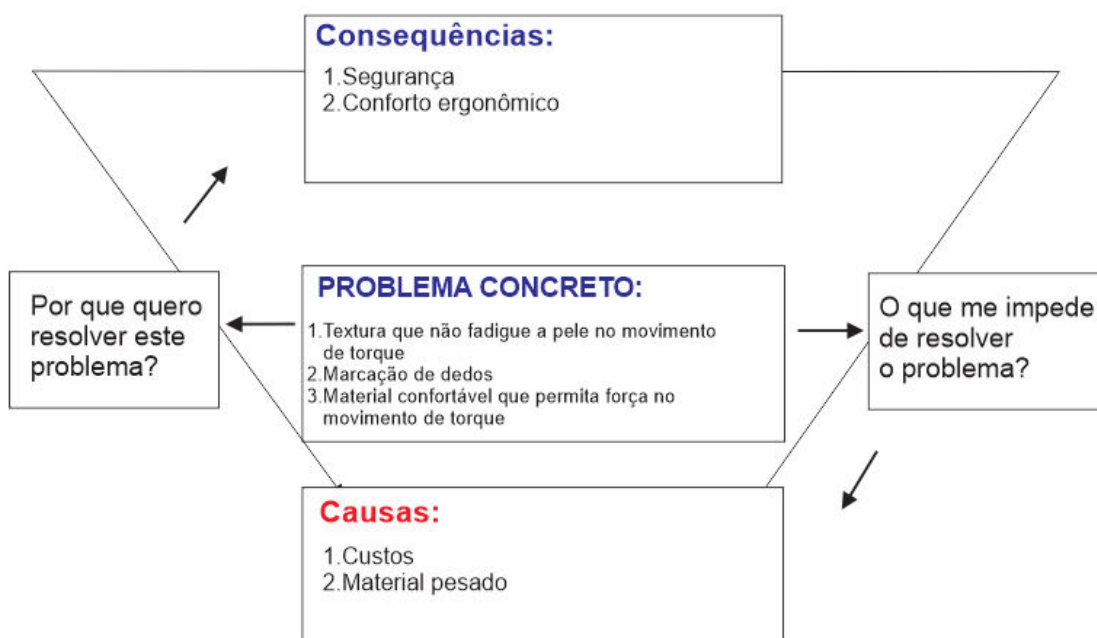 Consequências:
1.Segurança
2.Conforto ergonômico
Por que quero
resolver este
problema?
PROBLEMA CONCRETO:
1.Textura que não fadigue a pele no movimento
de torque
2.Marcação de dedos
3.Material confortável que permita força no
movimento de torque
O que me impede
de resolver
o problema?
Causas:
1.Custos
2.Material pesado